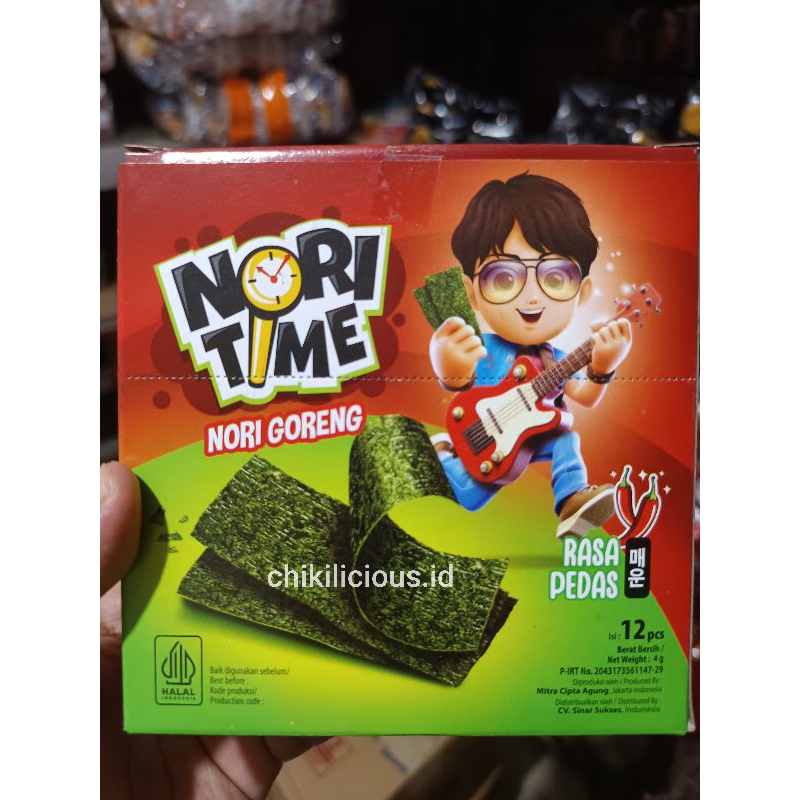 NORI
TIME
NORI GORENG
chikilicious.id
RASA
PEDAS
매운
Isi : 12 pcs
Berat Bersih /
Net Weight : 4 g
P-IRT No. 2043173561147-29
Diproduksi oleh / Produced By :
Mitra Cipta Agung, Jakarta-Indonesia
Didistribusikan oleh / Distributed By :
CV. Sinar Sukses, Indonesia
HALAL
INDONESIA
Baik digunakan sebelum/
Best before :
Kode produksi/
Production code :